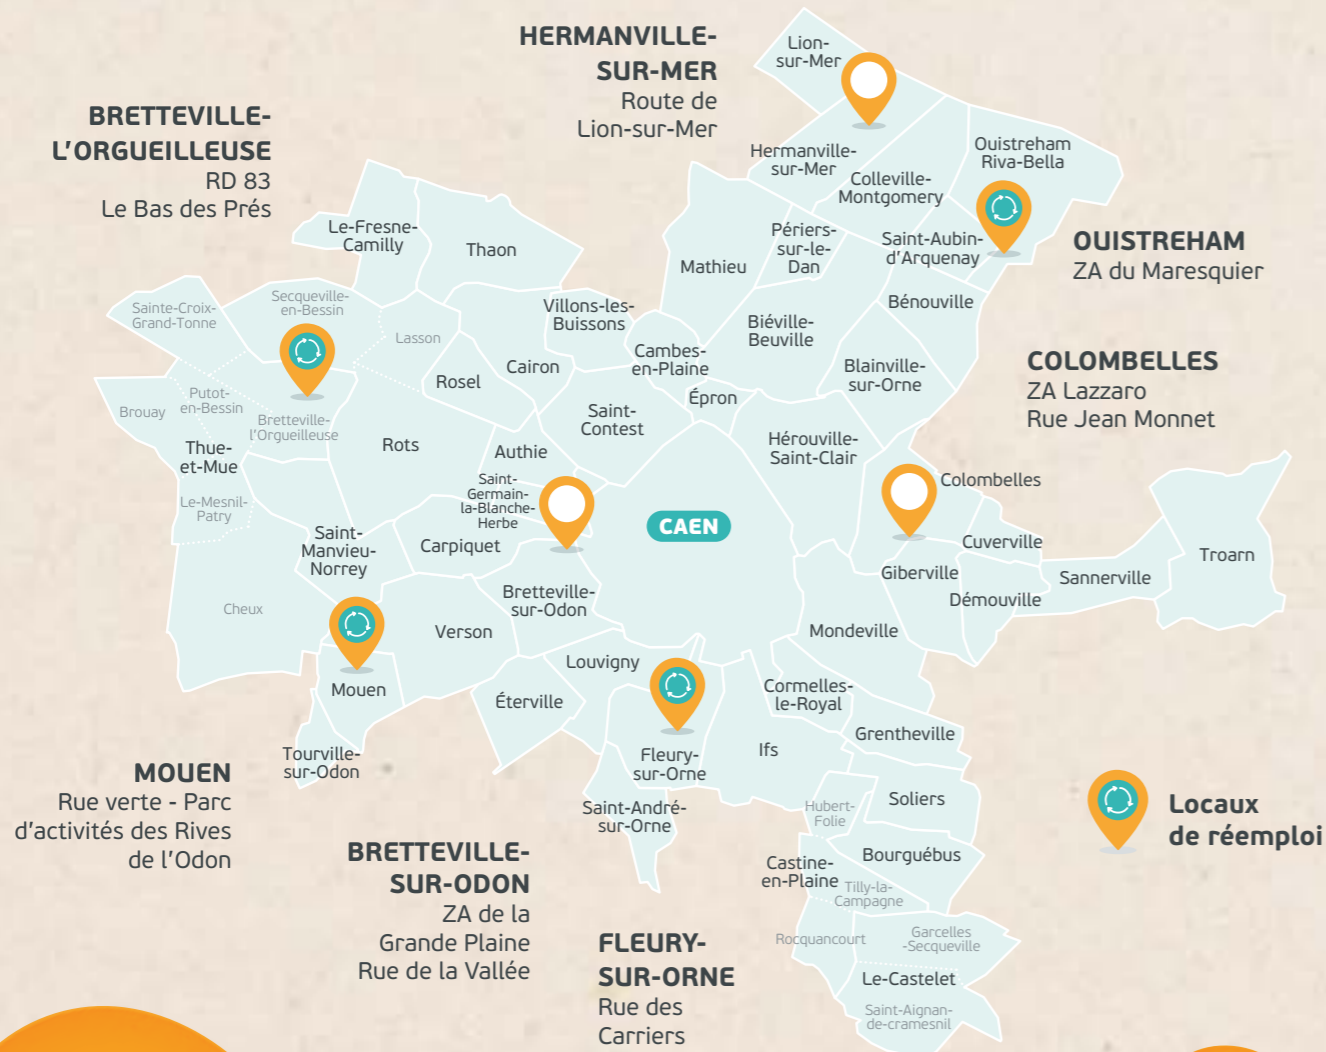 HERMANVILLE-
SUR-MER
Route de
Lion-sur-Mer
BRETTEVILLE-
L'ORGUEILLEUSE
RD 83
Le Bas des Prés
OUISTREHAM
ZA du Maresquier
COLOMBELLES
ZA Lazzaro
Rue Jean Monnet
Lion-
sur-Mer
Hermanville-
sur-Mer
Colleville-
Montgomery
Ouistreham
Riva-Bella
Le-Fresne-
Camilly
Thaon
Mathieu
Périers-
sur-le-
Dan
Saint-Aubin-
d'Arquenay
Bénouville
Sainte-Croix-
Grand-Tonne
Secqueville-
en-Bessin
Lasson
Villons-les-
Buissons
Cambes-
en-Plaine
Biéville-
Beuville
Blainville-
sur-Orne
Rosel
Cairon
Épron
Brouay
Putot-
en-Bessin
Bretteville-
l'Orgueilleuse
Saint-
Contest
Thue-
et-Mue
Rots
Authie
Hérouville-
Saint-Clair
Le-Mesnil-
Patry
Saint-
Germain-
la-Blanche-
Herbe
CAEN
Colombelles
Saint-
Manvieu-
Norrey
Carpiquet
Cuverville
Giberville
Sannerville
Troarn
Démouville
Cheux
Bretteville-
sur-Odon
Verson
Mondeville
Louvigny
Mouen
Éterville
Cormelles-
le-Royal
Tourville-
sur-Odon
Fleury-
sur-Orne
Ifs
Grentheville
Saint-André-
sur-Orne
Hubert-
Folie
Soliers
Bourguébus
Castine-
en-Plaine
Tilly-la-
Campagne
Rocquancourt
Garcelles
-Secqueville
Le-Castelet
Saint-Aignan-
de-cramesnil
MOUEN
Rue verte - Parc
d'activités des Rives
de l'Odon
BRETTEVILLE-
SUR-ODON
ZA de la
Grande Plaine
Rue de la Vallée
FLEURY-
SUR-ORNE
Rue des
Carriers
Locaux
de réemploi